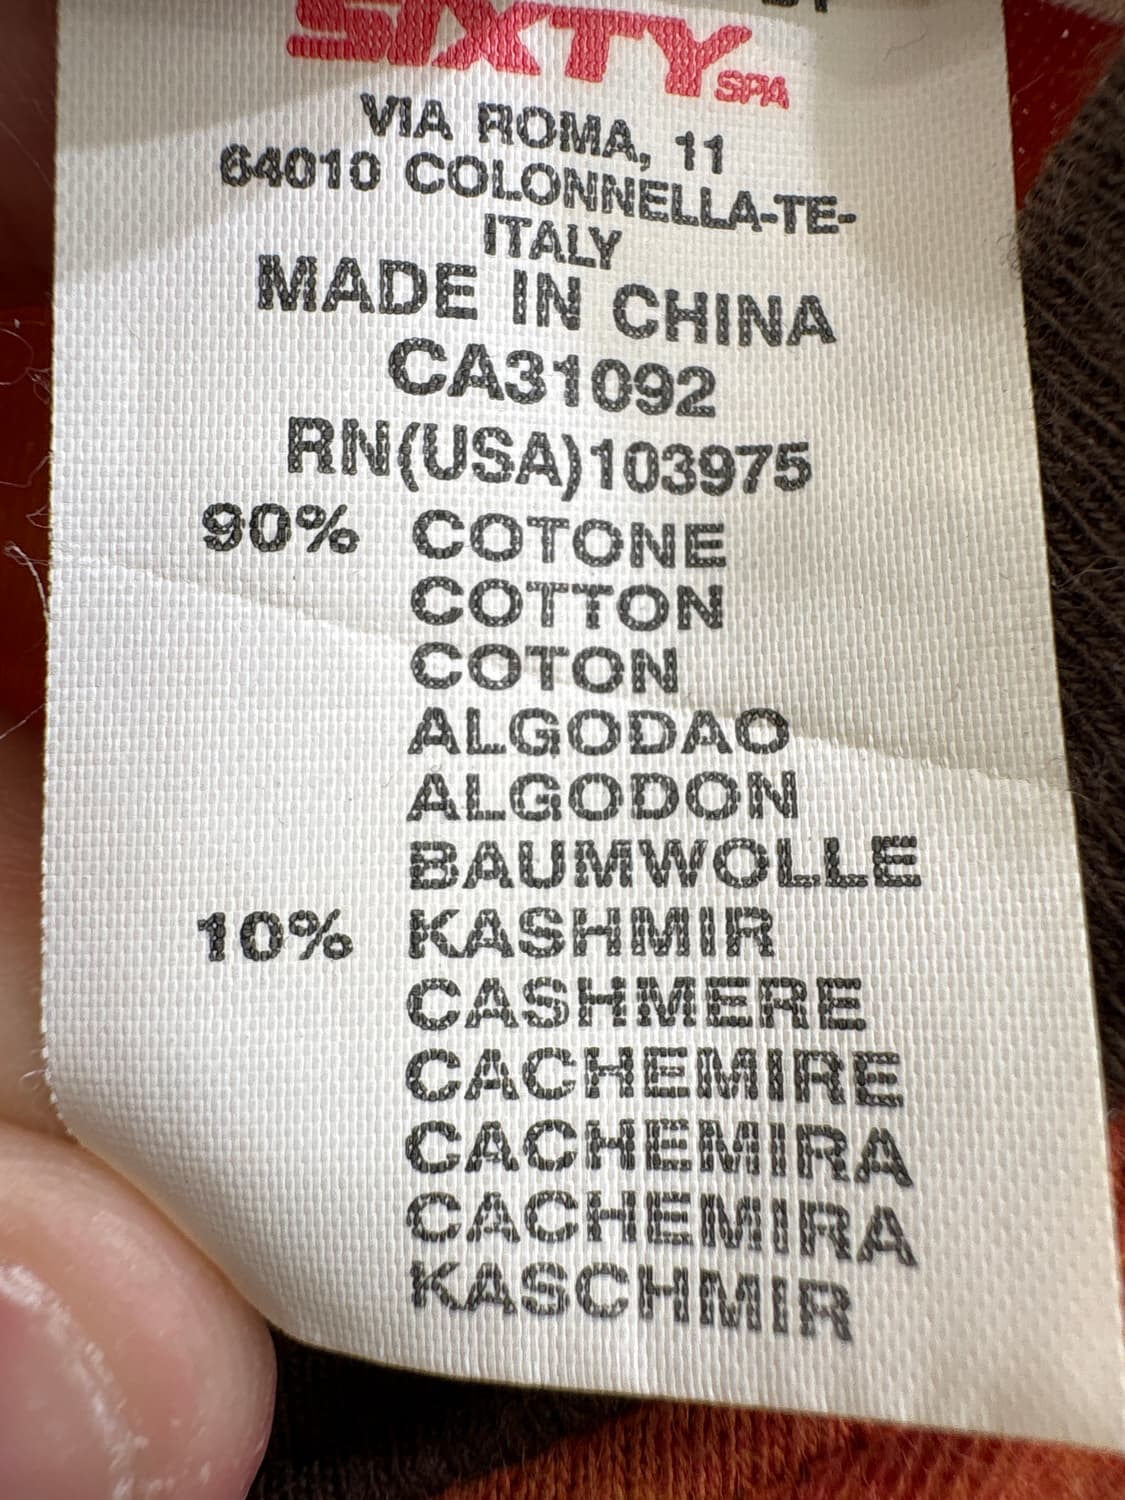 SIXTY SPA
VIA ROMA, 11
64010 COLONNELLA-TE-
ITALY
MADE IN CHINA
CA31092
RN(USA)103975
90% COTONE
COTTON
COTON
ALGODAO
ALGODON
BAUMWOLLE
10% KASHMIR
CASHMERE
CACHEMIRE
CACHEMIRA
CACHEMIRA
KASCHMIR